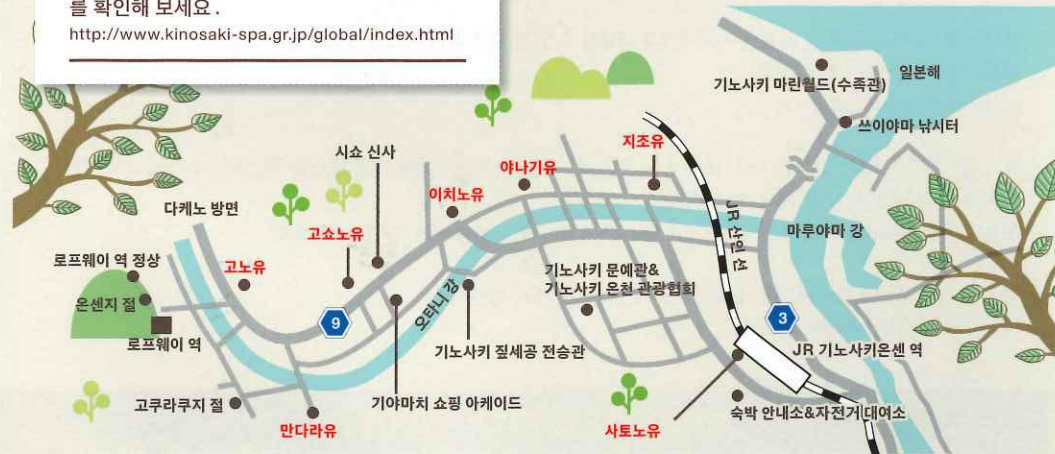 를 확인해 보세요.
http://www.kinosaki-spa.gr.jp/global/index.html
기노사키 마린월드(수족관)
일본해
쓰이야마 낚시터
지조유
시쇼 신사
야나기유
이치노유
다케노 방면
고쇼노유
JR 산인 선
마루야마 강
로프웨이 역 정상
고노유
기노사키 문예관&
기노사키 온천 관광협회
온센지 절
오타니 강
9
3
로프웨이 역
기노사키 짚세공 전승관
JR 기노사키온센 역
고쿠라쿠지 절
기야마치 쇼핑 아케이드
숙박 안내소&자전거 대여소
만다라유
사토노유